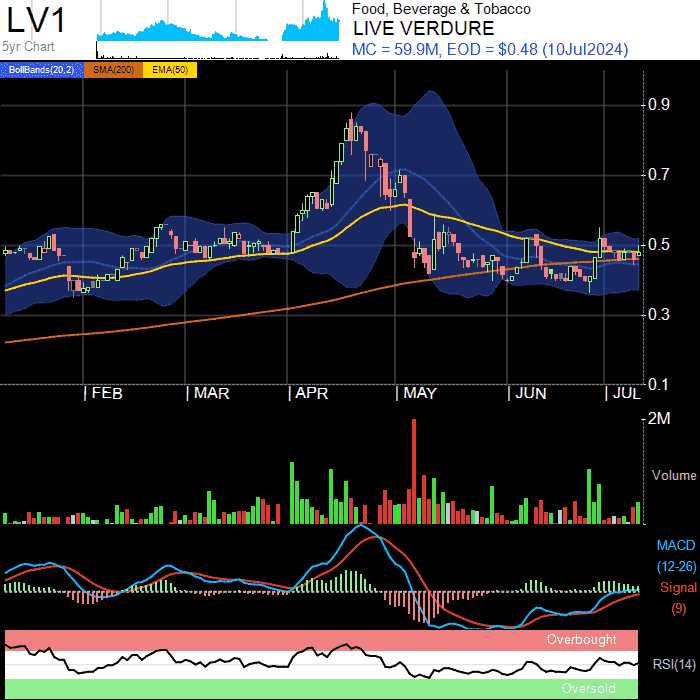 LV1
5yr Chart
Food, Beverage & Tobacco
LIVE VERDURE
MC = 59.9M, EOD = $0.48 (10Jul2024)
BollBands(20,2) SMA(200) EMA(50)
0.9
0.7
0.5
0.3
0.1
FEB MAR APR MAY JUN JUL
2M
Volume
MACD
(12-26)
Signal
(9)
Overbought
RSI(14)
Oversold